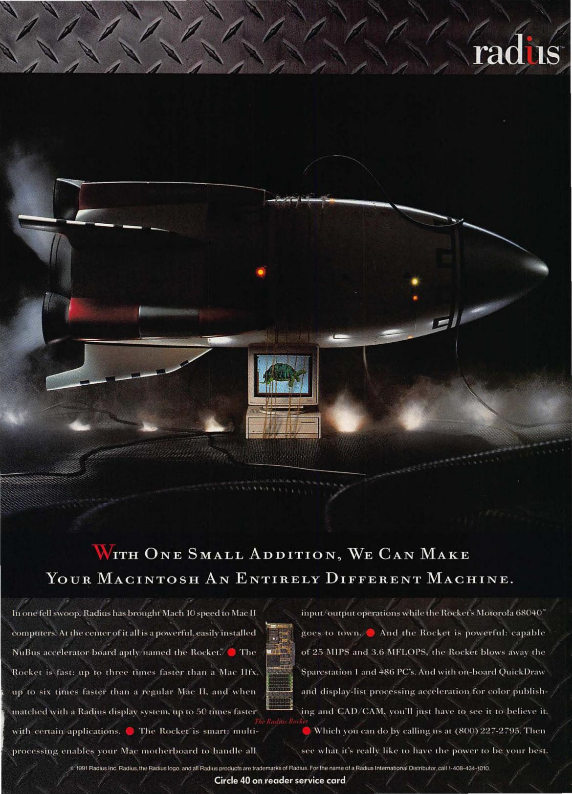 radius™
WITH ONE SMALL ADDITION, WE CAN MAKE
YOUR MACINTOSH AN ENTIRELY DIFFERENT MACHINE.
In one fell swoop, Radius has brought Mach 10 speed to Mac II
computers. At the center of it all is a powerful, easily installed
NuBus accelerator board aptly named the Rocket.™ ● The
Rocket is fast: up to three times faster than a Mac IIfx,
up to six times faster than a regular Mac II, and when
matched with a Radius display system, up to 50 times faster
with certain applications. ● The Rocket is smart: multi-
processing enables your Mac motherboard to handle all
The Radius Rocket
input/output operations while the Rocket's Motorola 68040™
goes to town. ● And the Rocket is powerful: capable
of 25 MIPS and 3.6 MFLOPS, the Rocket blows away the
Sparcstation 1 and 486 PC's. And with on-board QuickDraw
and display-list processing acceleration for color publish-
ing and CAD/CAM, you'll just have to see it to believe it.
● Which you can do by calling us at (800) 227-2795. Then
see what it's really like to have the power to be your best.
© 1991 Radius Inc. Radius, the Radius logo, and all Radius products are trademarks of Radius. For the name of a Radius International Distributor, call 1-408-434-1010.
Circle 40 on reader service card